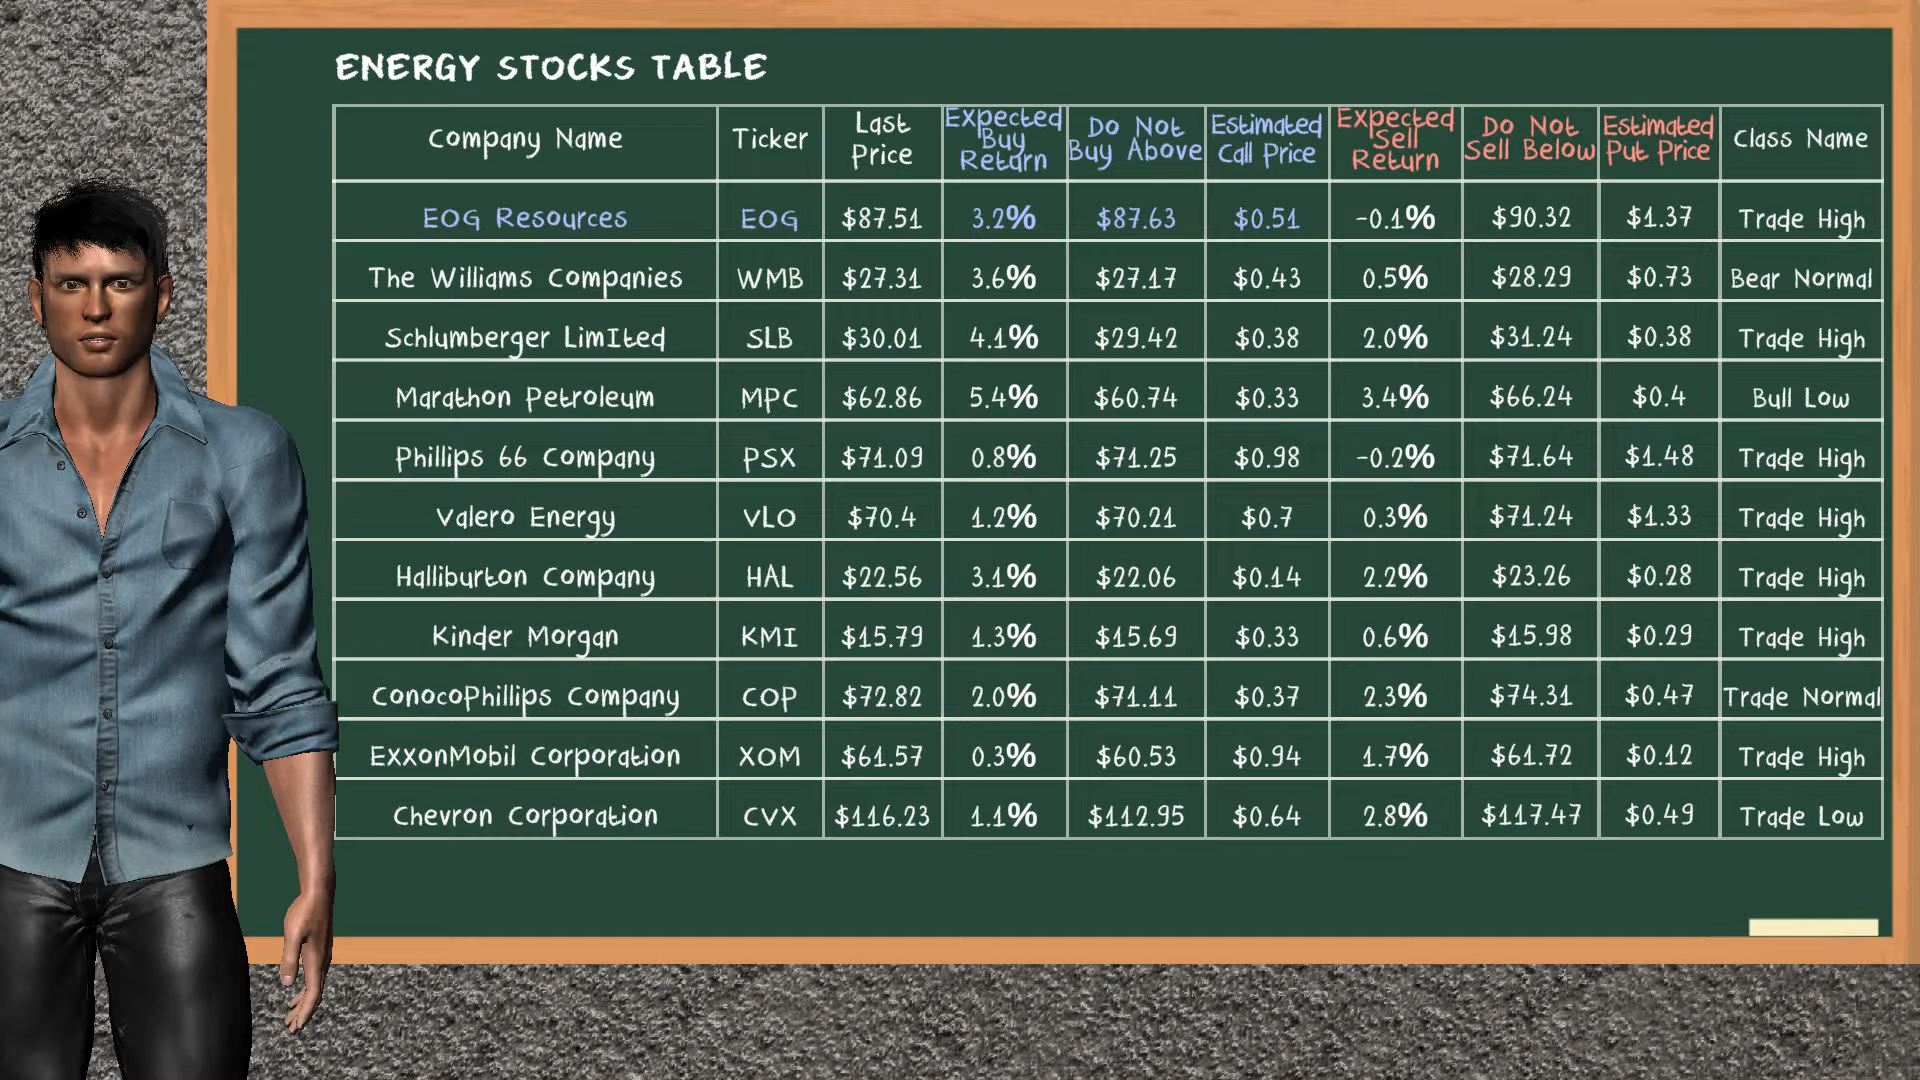 ENERGY STOCKS TABLE
Company Name Ticker Last Price Expected Buy Return Do Not Buy Above Estimated Call Price Expected Sell Return Do Not Sell Below Estimated Put Price Class Name
EOG Resources EOG $87.51 3.2% $87.63 $0.51 -0.1% $90.32 $1.37 Trade High
The Williams Companies WMB $27.31 3.6% $27.17 $0.43 0.5% $28.29 $0.73 Bear Normal
Schlumberger LimIted SLB $30.01 4.1% $29.42 $0.38 2.0% $31.24 $0.38 Trade High
Marathon Petroleum MPC $62.86 5.4% $60.74 $0.33 3.4% $66.24 $0.4 Bull Low
Phillips 66 Company PSX $71.09 0.8% $71.25 $0.98 -0.2% $71.64 $1.48 Trade High
Valero Energy VLO $70.4 1.2% $70.21 $0.7 0.3% $71.24 $1.33 Trade High
Halliburton Company HAL $22.56 3.1% $22.06 $0.14 2.2% $23.26 $0.28 Trade High
Kinder Morgan KMI $15.79 1.3% $15.69 $0.33 0.6% $15.98 $0.29 Trade High
ConocoPhillips Company COP $72.82 2.0% $71.11 $0.37 2.3% $74.31 $0.47 Trade Normal
ExxonMobil Corporation XOM $61.57 0.3% $60.53 $0.94 1.7% $61.72 $0.12 Trade High
Chevron Corporation CVX $116.23 1.1% $112.95 $0.64 2.8% $117.47 $0.49 Trade Low